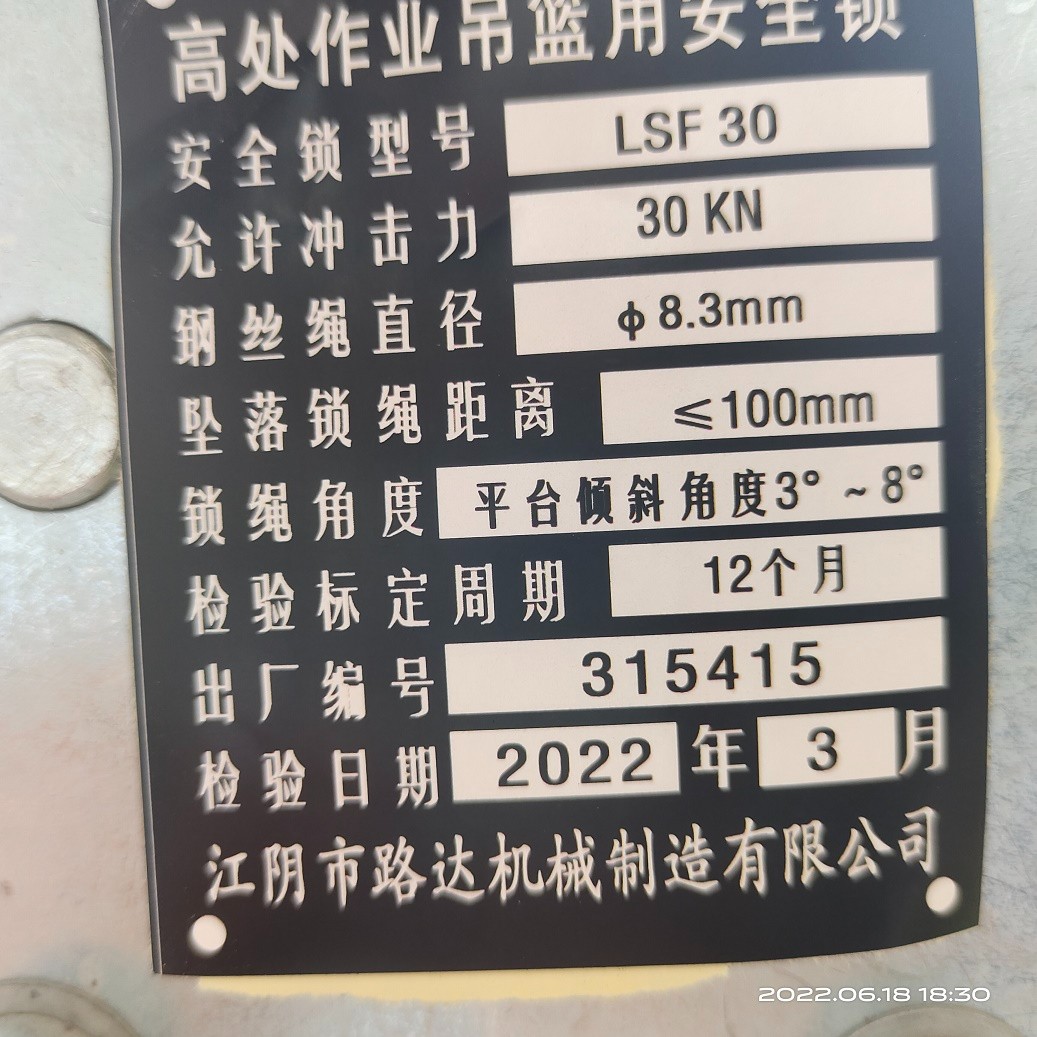 高处作业吊篮用安全锁
安全锁型号 LSF 30
允许冲击力 30 KN
钢丝绳直径 ϕ 8.3mm
坠落锁绳距离 ≤100mm
锁绳角度 平台倾斜角度3° ~ 8°
检验标定周期 12个月
出厂编号 315415
检验日期 2022 年 3 月
江阴市路达机械制造有限公司
2022.06.18 18:30